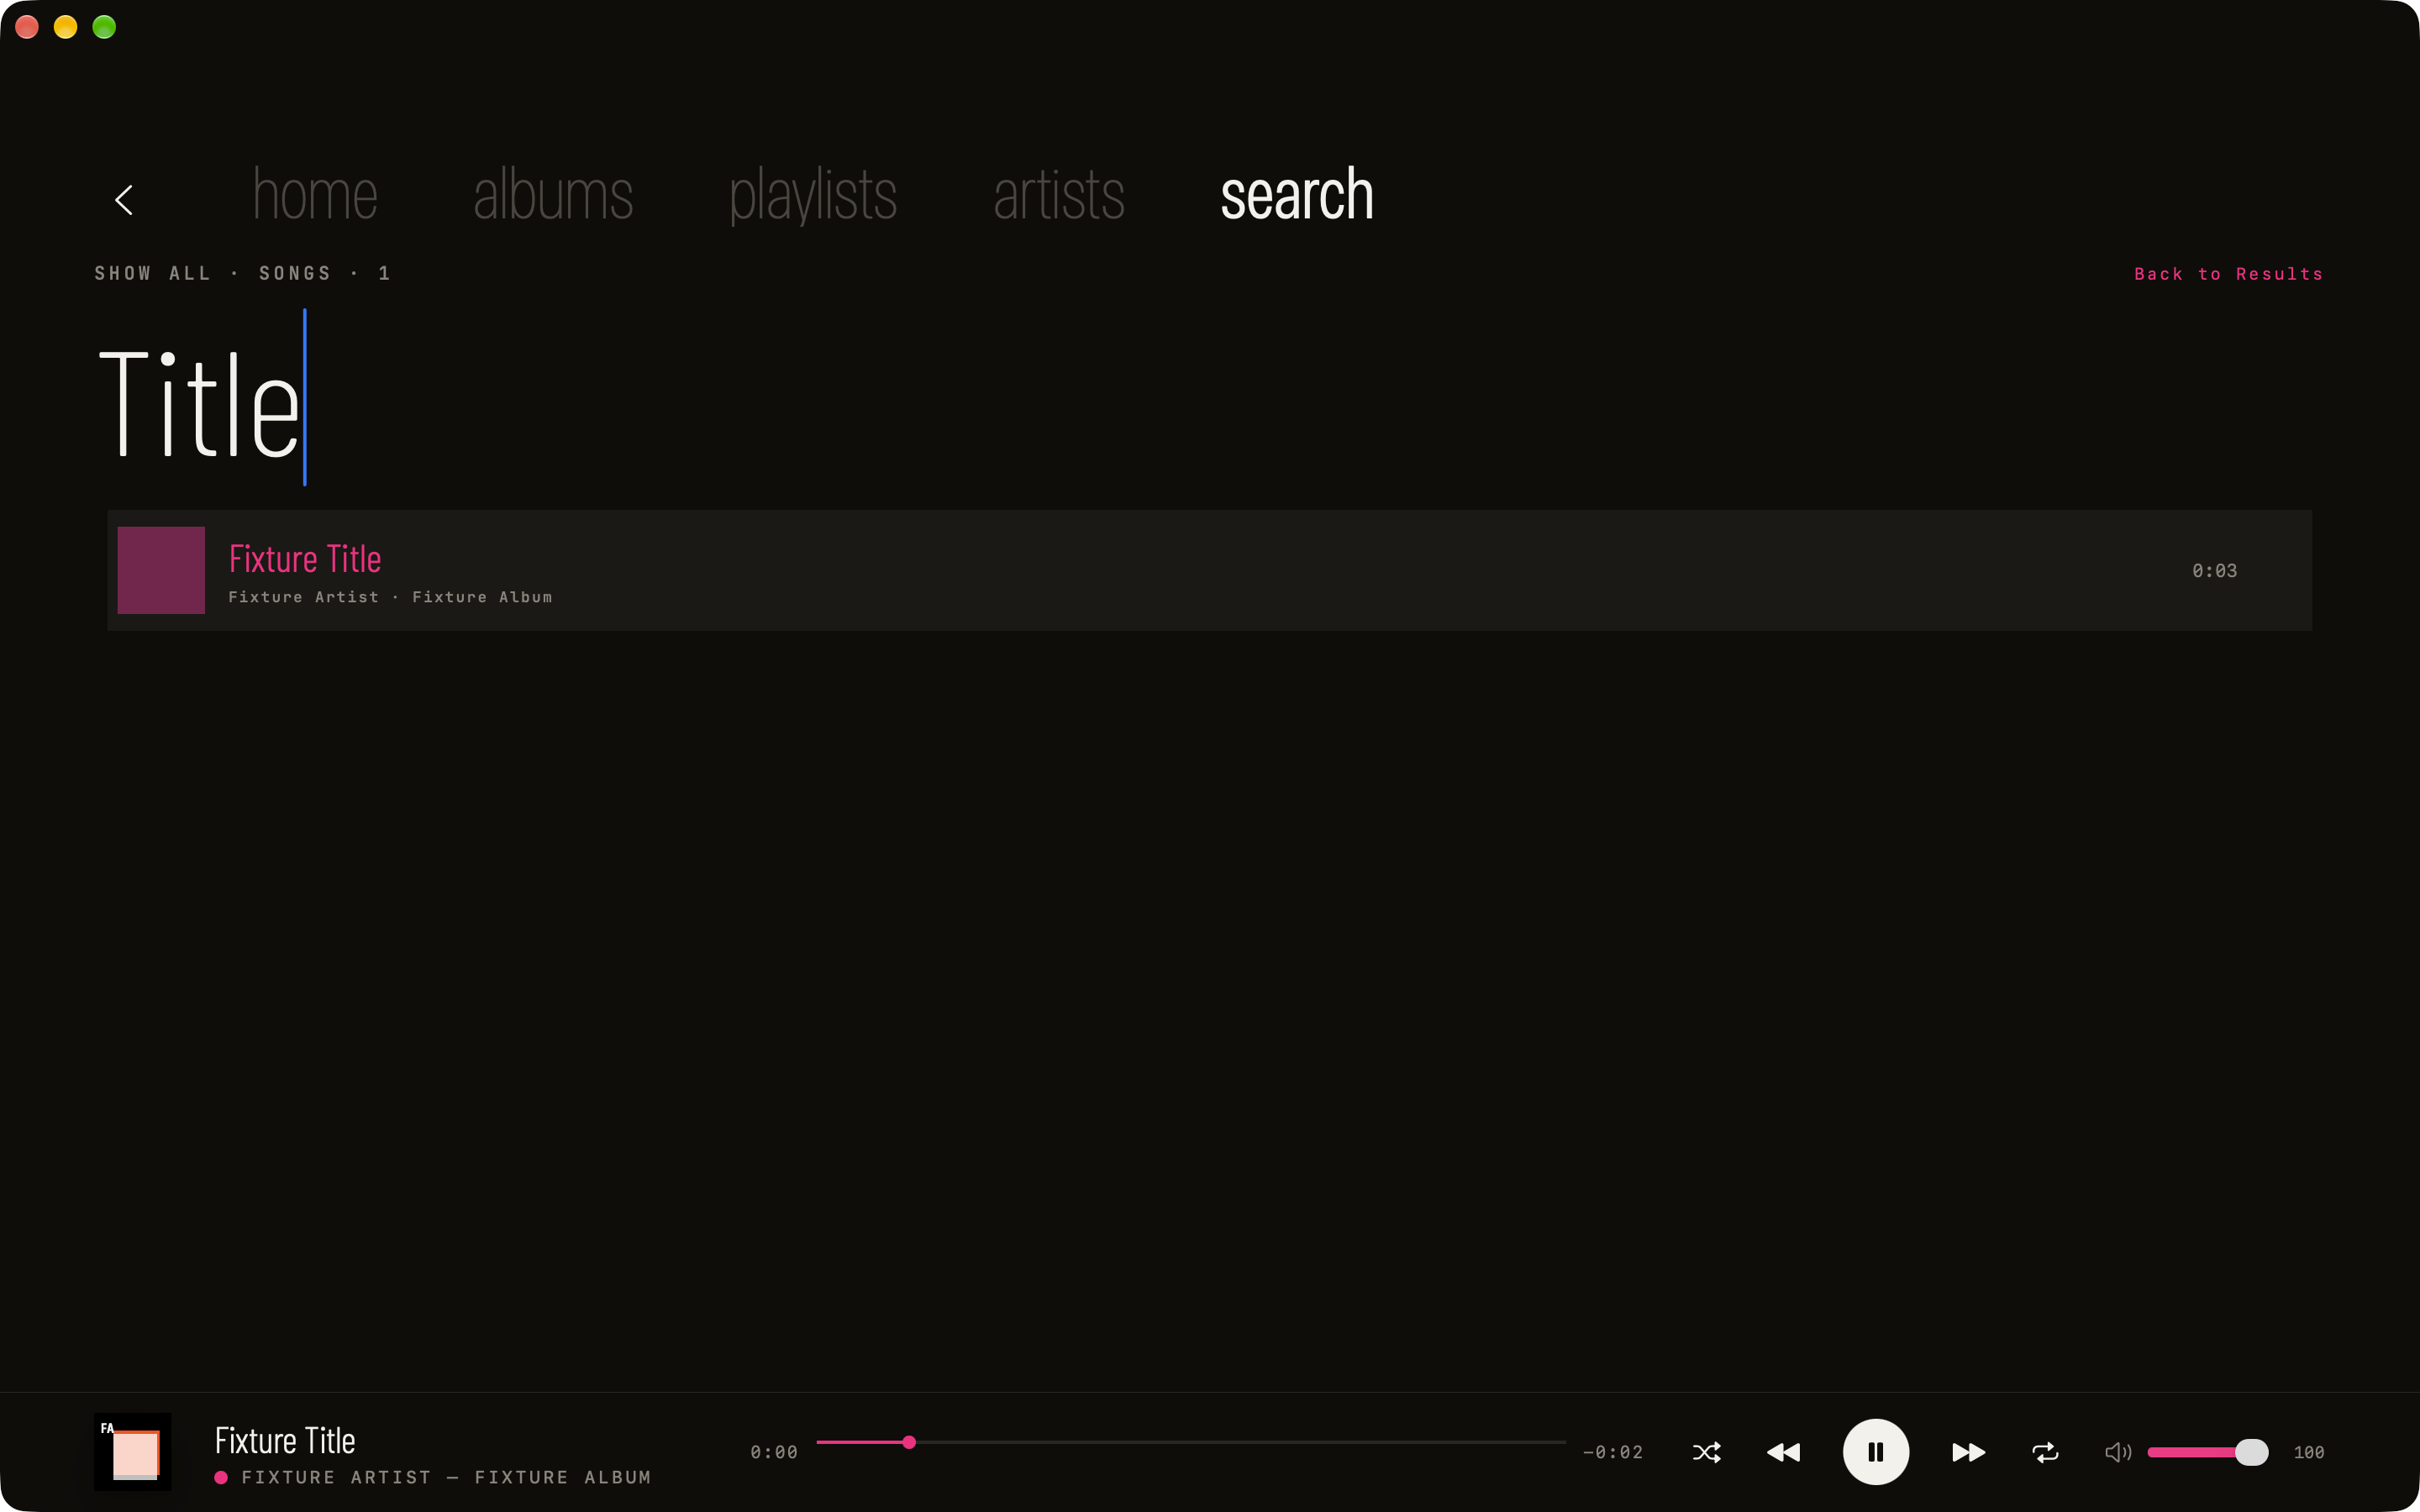 home albums playlists artists search
SHOW ALL · SONGS · 1
Back to Results
Title
Fixture Title
Fixture Artist · Fixture Album
0:03
FA
Fixture Title
FIXTURE ARTIST — FIXTURE ALBUM
0:00
−0:02
100